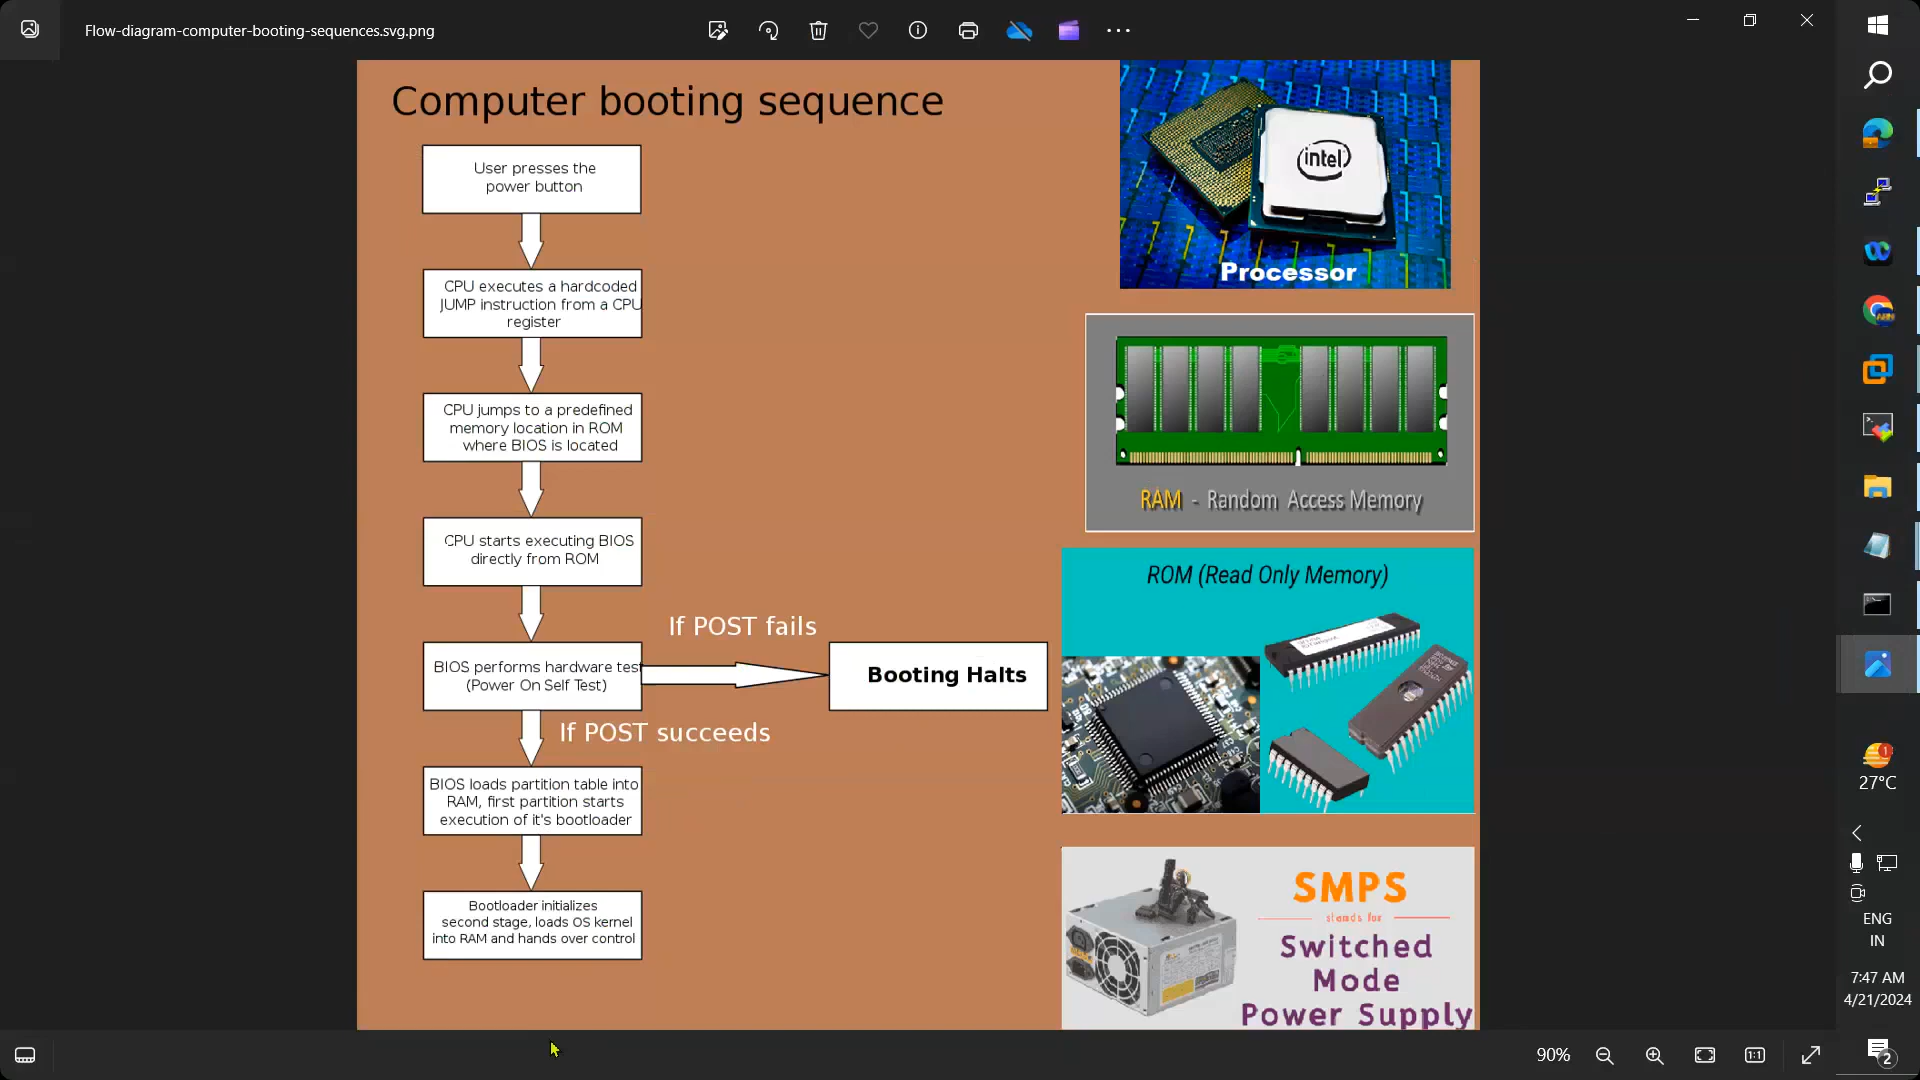 Flow-diagram-computer-booting-sequences.svg.png
Computer booting sequence
User presses the
power button
CPU executes a hardcoded
JUMP instruction from a CPU
register
CPU jumps to a predefined
memory location in ROM
where BIOS is located
CPU starts executing BIOS
directly from ROM
If POST fails
BIOS performs hardware test
(Power On Self Test)
Booting Halts
If POST succeeds
BIOS loads partition table into
RAM, first partition starts
execution of it's bootloader
Bootloader initializes
second stage, loads OS kernel
into RAM and hands over control
intel
Processor
RAM - Random Access Memory
ROM (Read Only Memory)
SMPS
stands for
Switched
Mode
Power Supply
1
27°C
ENG
IN
7:47 AM
4/21/2024
2
90%
1:1